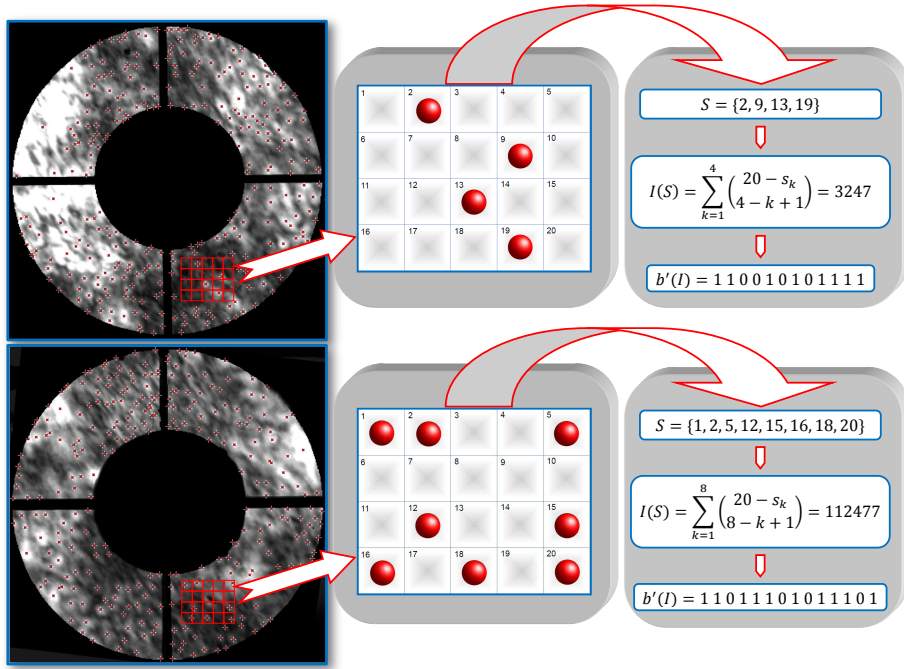 1 2 3 4 5
6 7 8 9 10
11 12 13 14 15
16 17 18 19 20
S = {2, 9, 13, 19}
I(S) = ∑_{k=1}^{4} \binom{20 − s_k}{4 − k + 1} = 3247
b′(I) = 1 1 0 0 1 0 1 0 1 1 1 1
1 2 3 4 5
6 7 8 9 10
11 12 13 14 15
16 17 18 19 20
S = {1, 2, 5, 12, 15, 16, 18, 20}
I(S) = ∑_{k=1}^{8} \binom{20 − s_k}{8 − k + 1} = 112477
b′(I) = 1 1 0 1 1 1 0 1 0 1 1 1 0 1